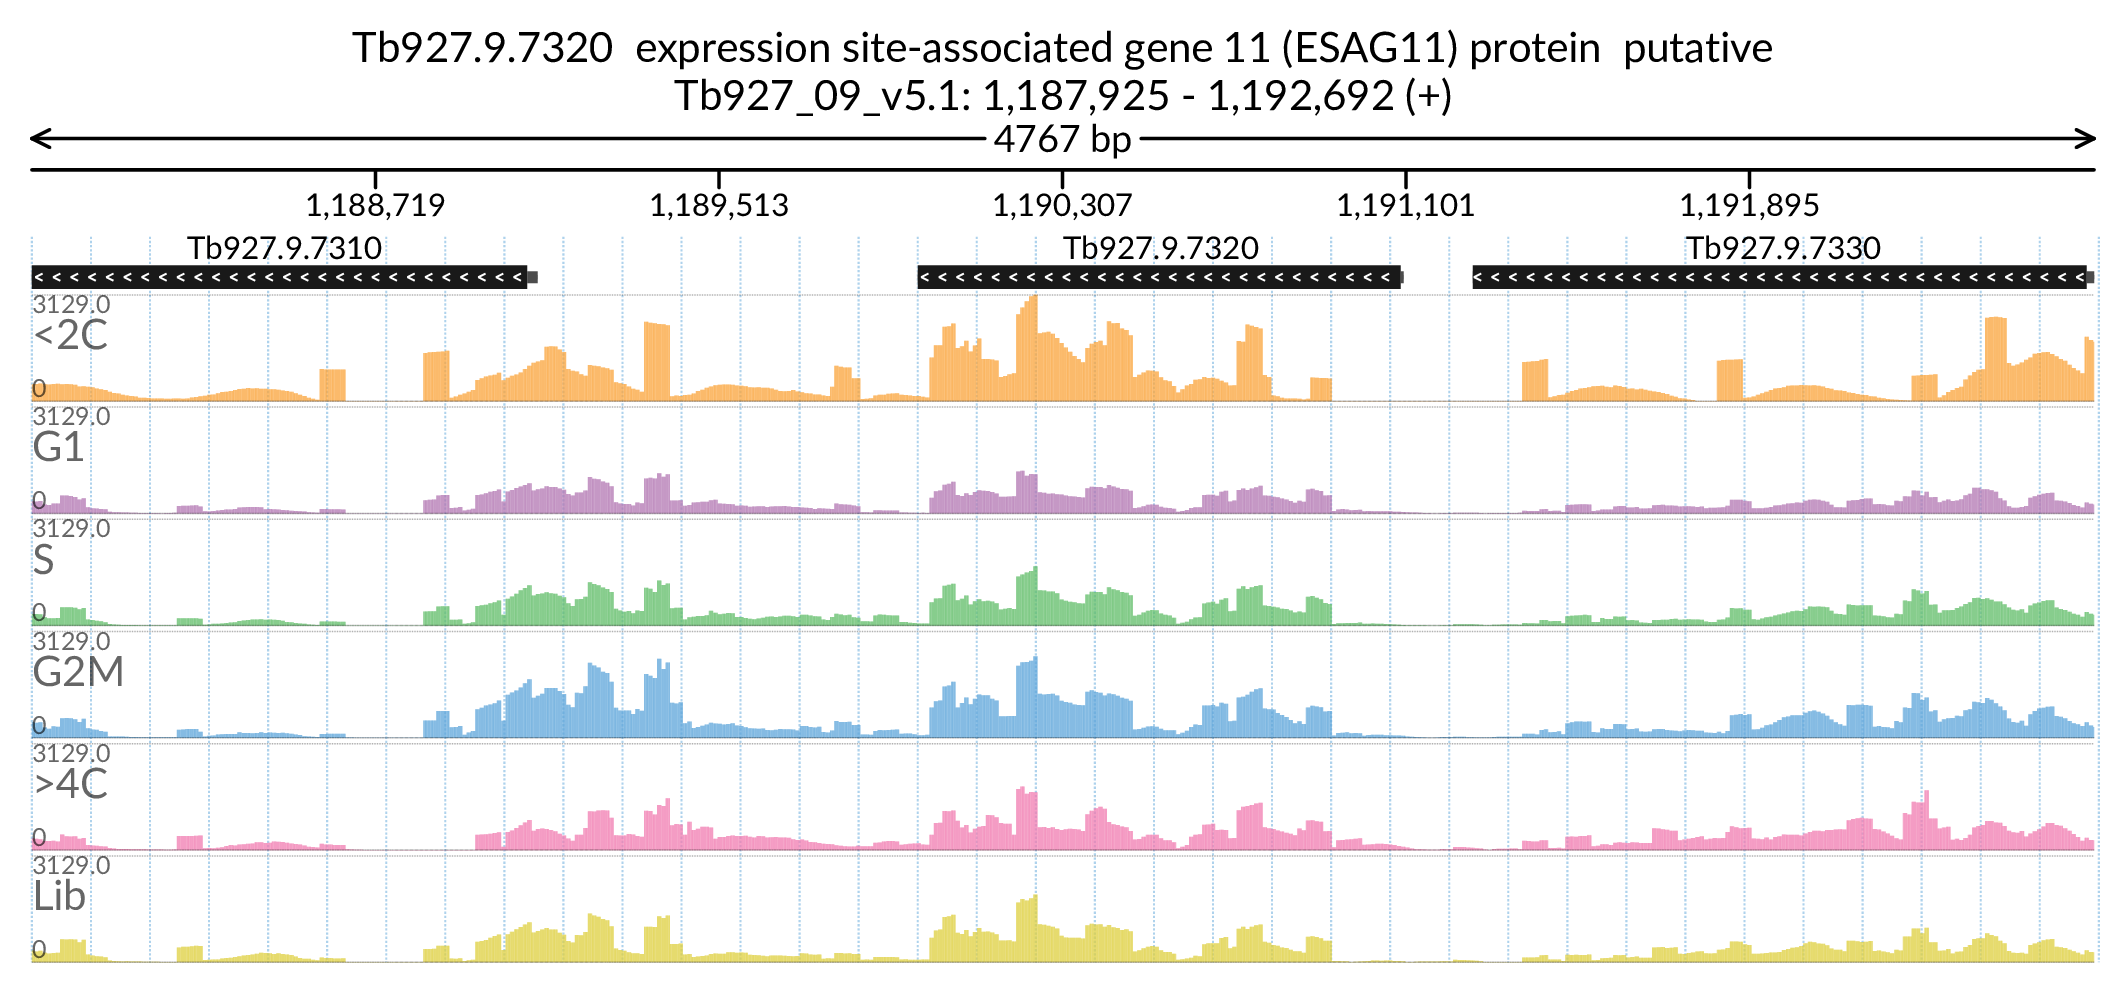 Tb927.9.7320  expression site-associated gene 11 (ESAG11) protein  putative
Tb927_09_v5.1: 1,187,925 - 1,192,692 (+)
4767 bp
1,188,719 1,189,513 1,190,307 1,191,101 1,191,895
Tb927.9.7310 Tb927.9.7320 Tb927.9.7330
3129.0
<2C
0
3129.0
G1
0
3129.0
S
0
3129.0
G2M
0
3129.0
>4C
0
3129.0
Lib
0